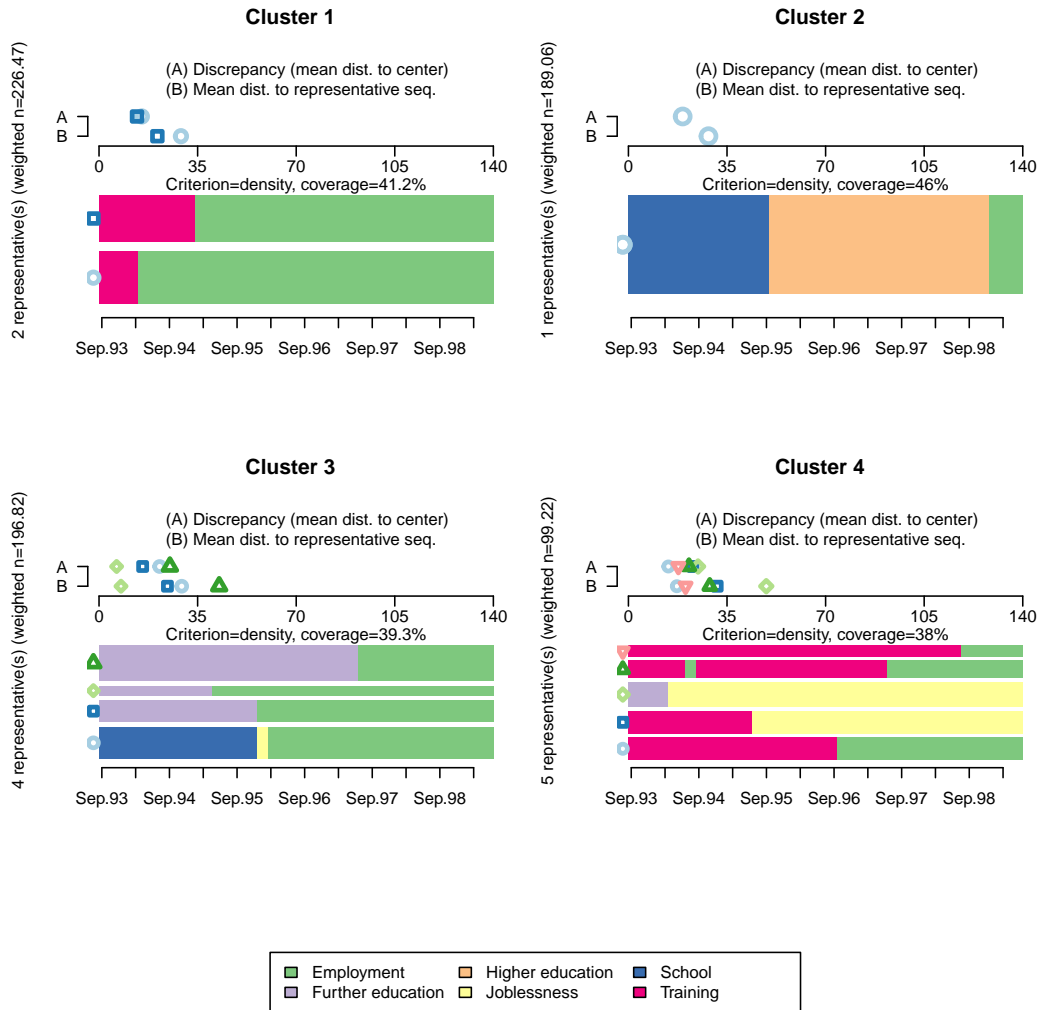 Cluster 1
2 representative(s) (weighted n=226.47)
(A) Discrepancy (mean dist. to center)
(B) Mean dist. to representative seq.
A
B
0 35 70 105 140
Criterion=density, coverage=41.2%
Sep.93 Sep.94 Sep.95 Sep.96 Sep.97 Sep.98
Cluster 2
1 representative(s) (weighted n=189.06)
(A) Discrepancy (mean dist. to center)
(B) Mean dist. to representative seq.
A
B
0 35 70 105 140
Criterion=density, coverage=46%
Sep.93 Sep.94 Sep.95 Sep.96 Sep.97 Sep.98
Cluster 3
4 representative(s) (weighted n=196.82)
(A) Discrepancy (mean dist. to center)
(B) Mean dist. to representative seq.
A
B
0 35 70 105 140
Criterion=density, coverage=39.3%
Sep.93 Sep.94 Sep.95 Sep.96 Sep.97 Sep.98
Cluster 4
5 representative(s) (weighted n=99.22)
(A) Discrepancy (mean dist. to center)
(B) Mean dist. to representative seq.
A
B
0 35 70 105 140
Criterion=density, coverage=38%
Sep.93 Sep.94 Sep.95 Sep.96 Sep.97 Sep.98
Employment Higher education School
Further education Joblessness Training